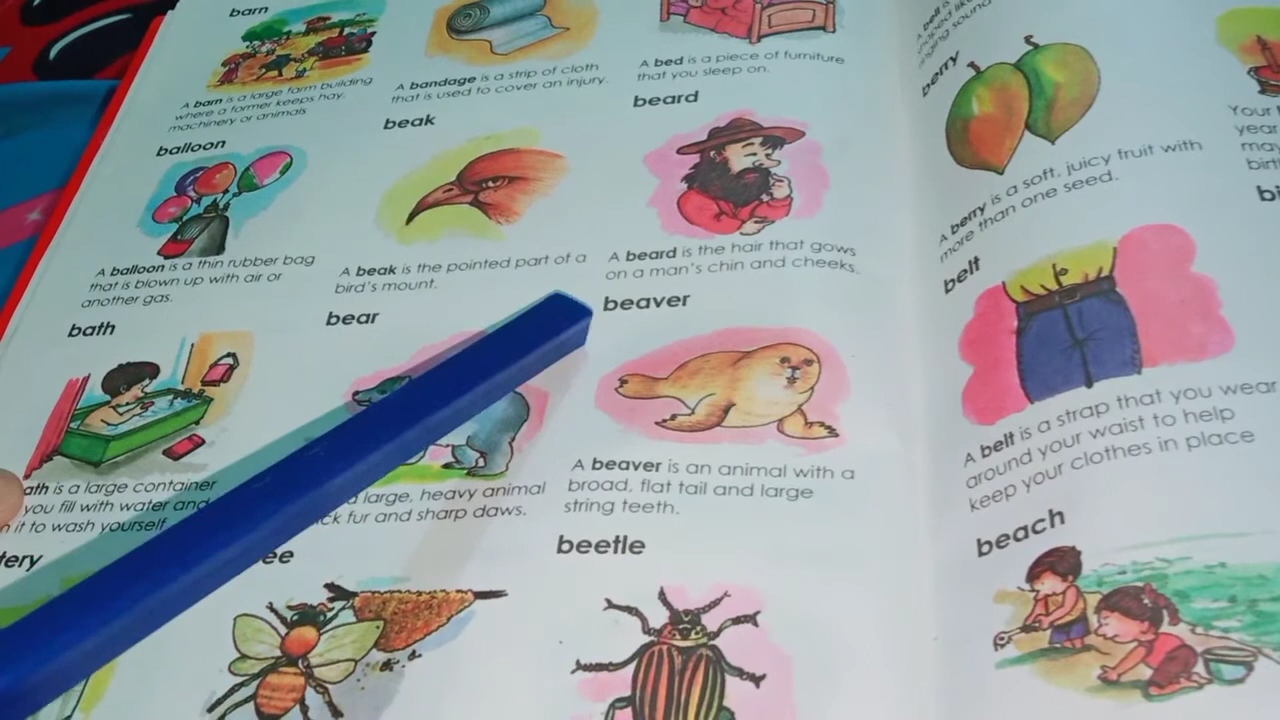 barn
A barn is a large farm building
where a former keeps hay,
machinery or animals
A bandage is a strip of cloth
that is used to cover an injury.
A bed is a piece of furniture
that you sleep on.
balloon
A balloon is a thin rubber bag
that is blown up with air or
another gas.
beak
A beak is the pointed part of a
bird's mount.
beard
A beard is the hair that gows
on a man's chin and cheeks.
bath
ath is a large container
you fill with water and
it to wash yourself
bear
large, heavy animal
ck fur and sharp daws.
beaver
A beaver is an animal with a
broad, flat tail and large
string teeth.
tery
ee
beetle
A bell is
ringing sound
berry
A berry is a soft, juicy fruit with
more than one seed.
belt
A belt is a strap that you wear
around your waist to help
keep your clothes in place
beach
Your
year
may
birt
bi